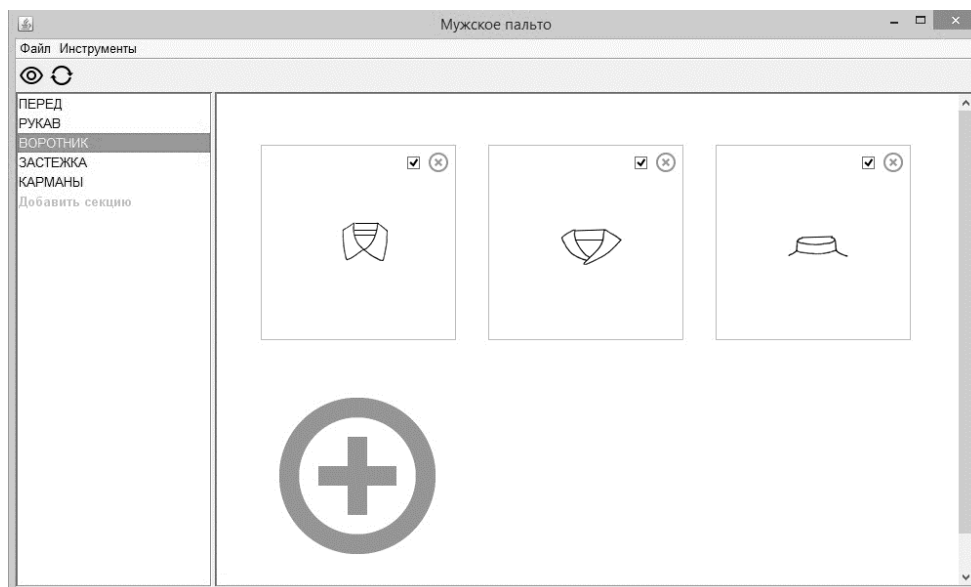 Мужское пальто
Файл Инструменты
ПЕРЕД
РУКАВ
ВОРОТНИК
ЗАСТЕЖКА
КАРМАНЫ
Добавить секцию